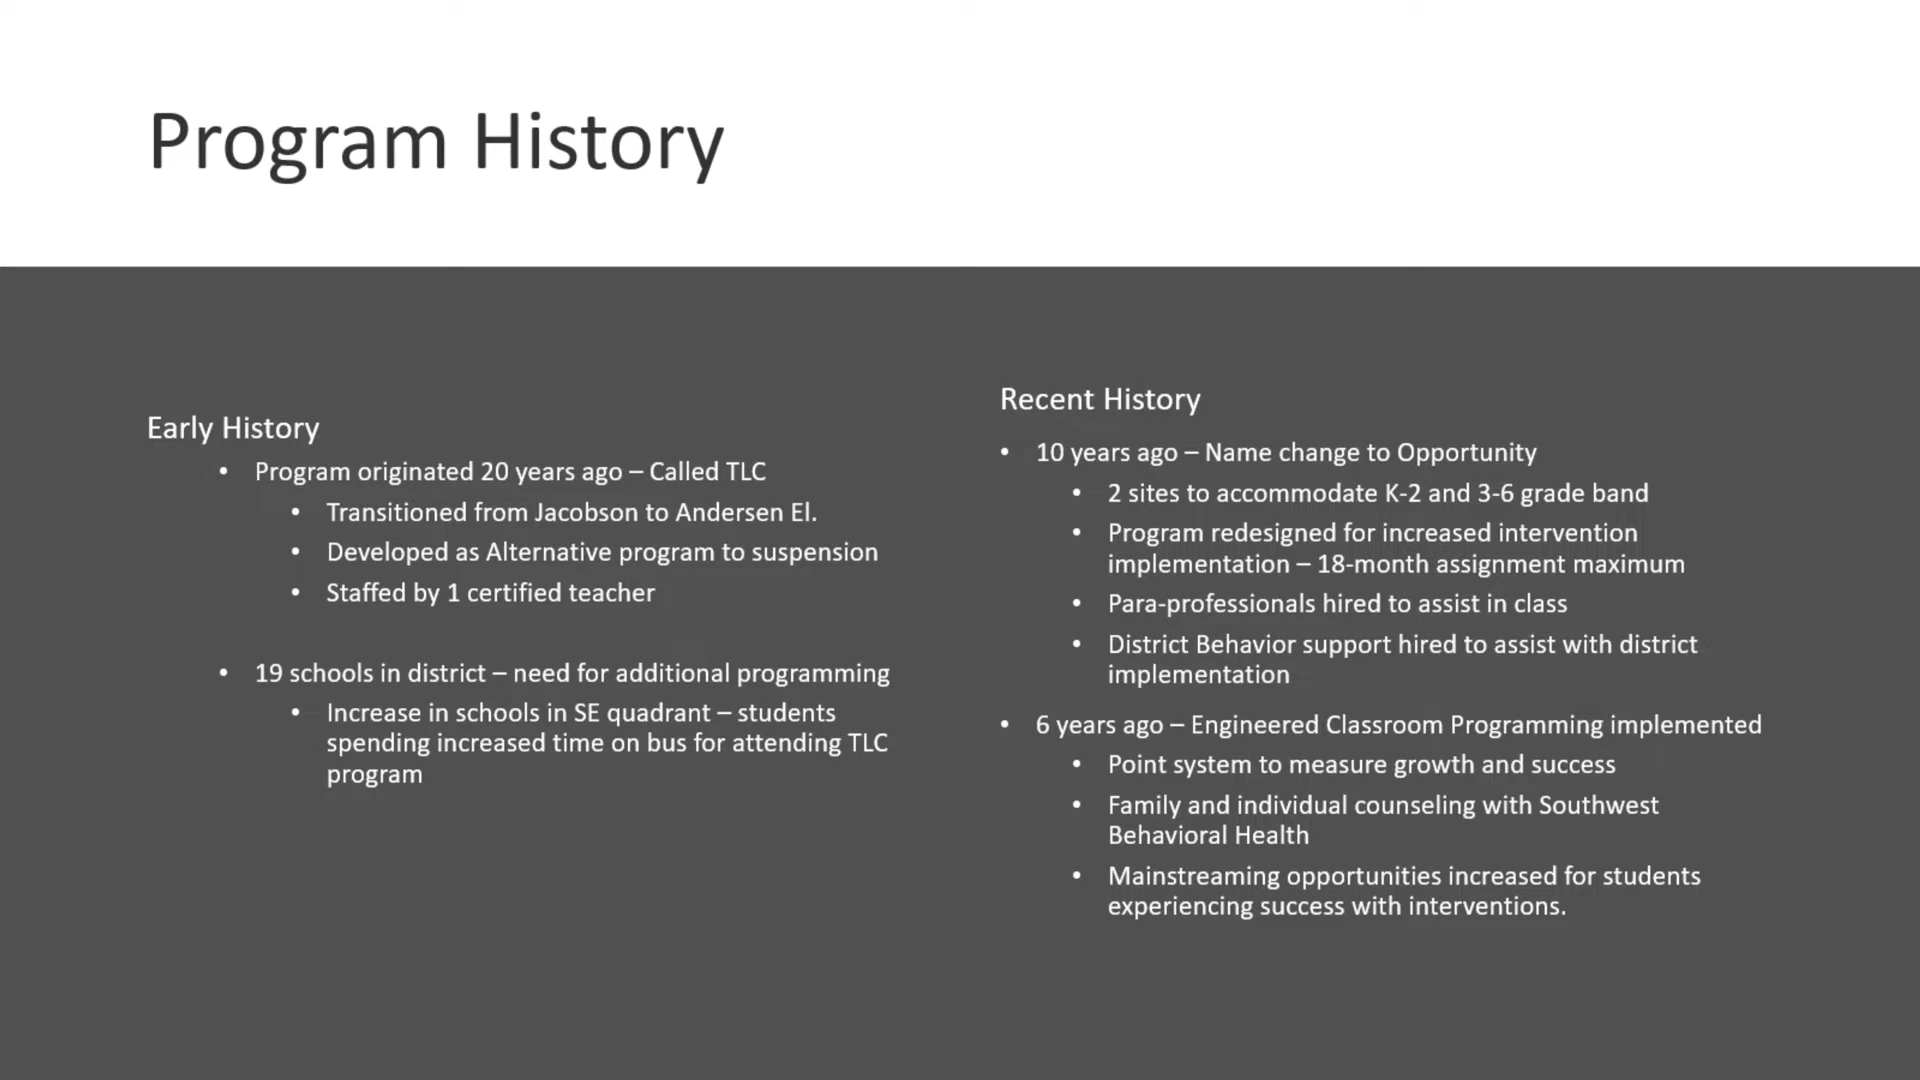 Program History
Early History
• Program originated 20 years ago – Called TLC
• Transitioned from Jacobson to Andersen El.
• Developed as Alternative program to suspension
• Staffed by 1 certified teacher
• 19 schools in district – need for additional programming
• Increase in schools in SE quadrant – students
spending increased time on bus for attending TLC
program
Recent History
• 10 years ago – Name change to Opportunity
• 2 sites to accommodate K-2 and 3-6 grade band
• Program redesigned for increased intervention
implementation – 18-month assignment maximum
• Para-professionals hired to assist in class
• District Behavior support hired to assist with district
implementation
• 6 years ago – Engineered Classroom Programming implemented
• Point system to measure growth and success
• Family and individual counseling with Southwest
Behavioral Health
• Mainstreaming opportunities increased for students
experiencing success with interventions.